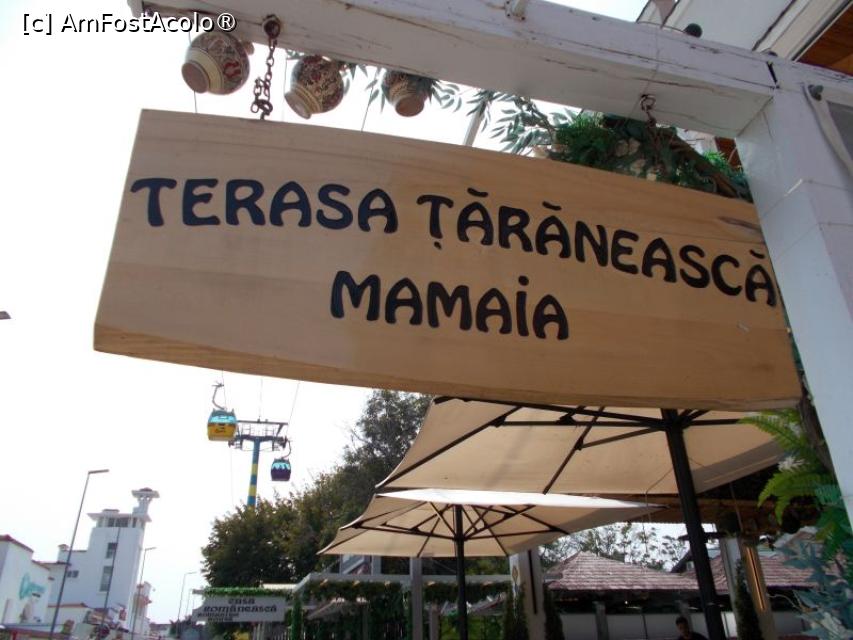 [c] AmFostAcolo®
TERASA ȚĂRĂNEASCĂ
MAMAIA
CASA
ROMÂNEASCĂ